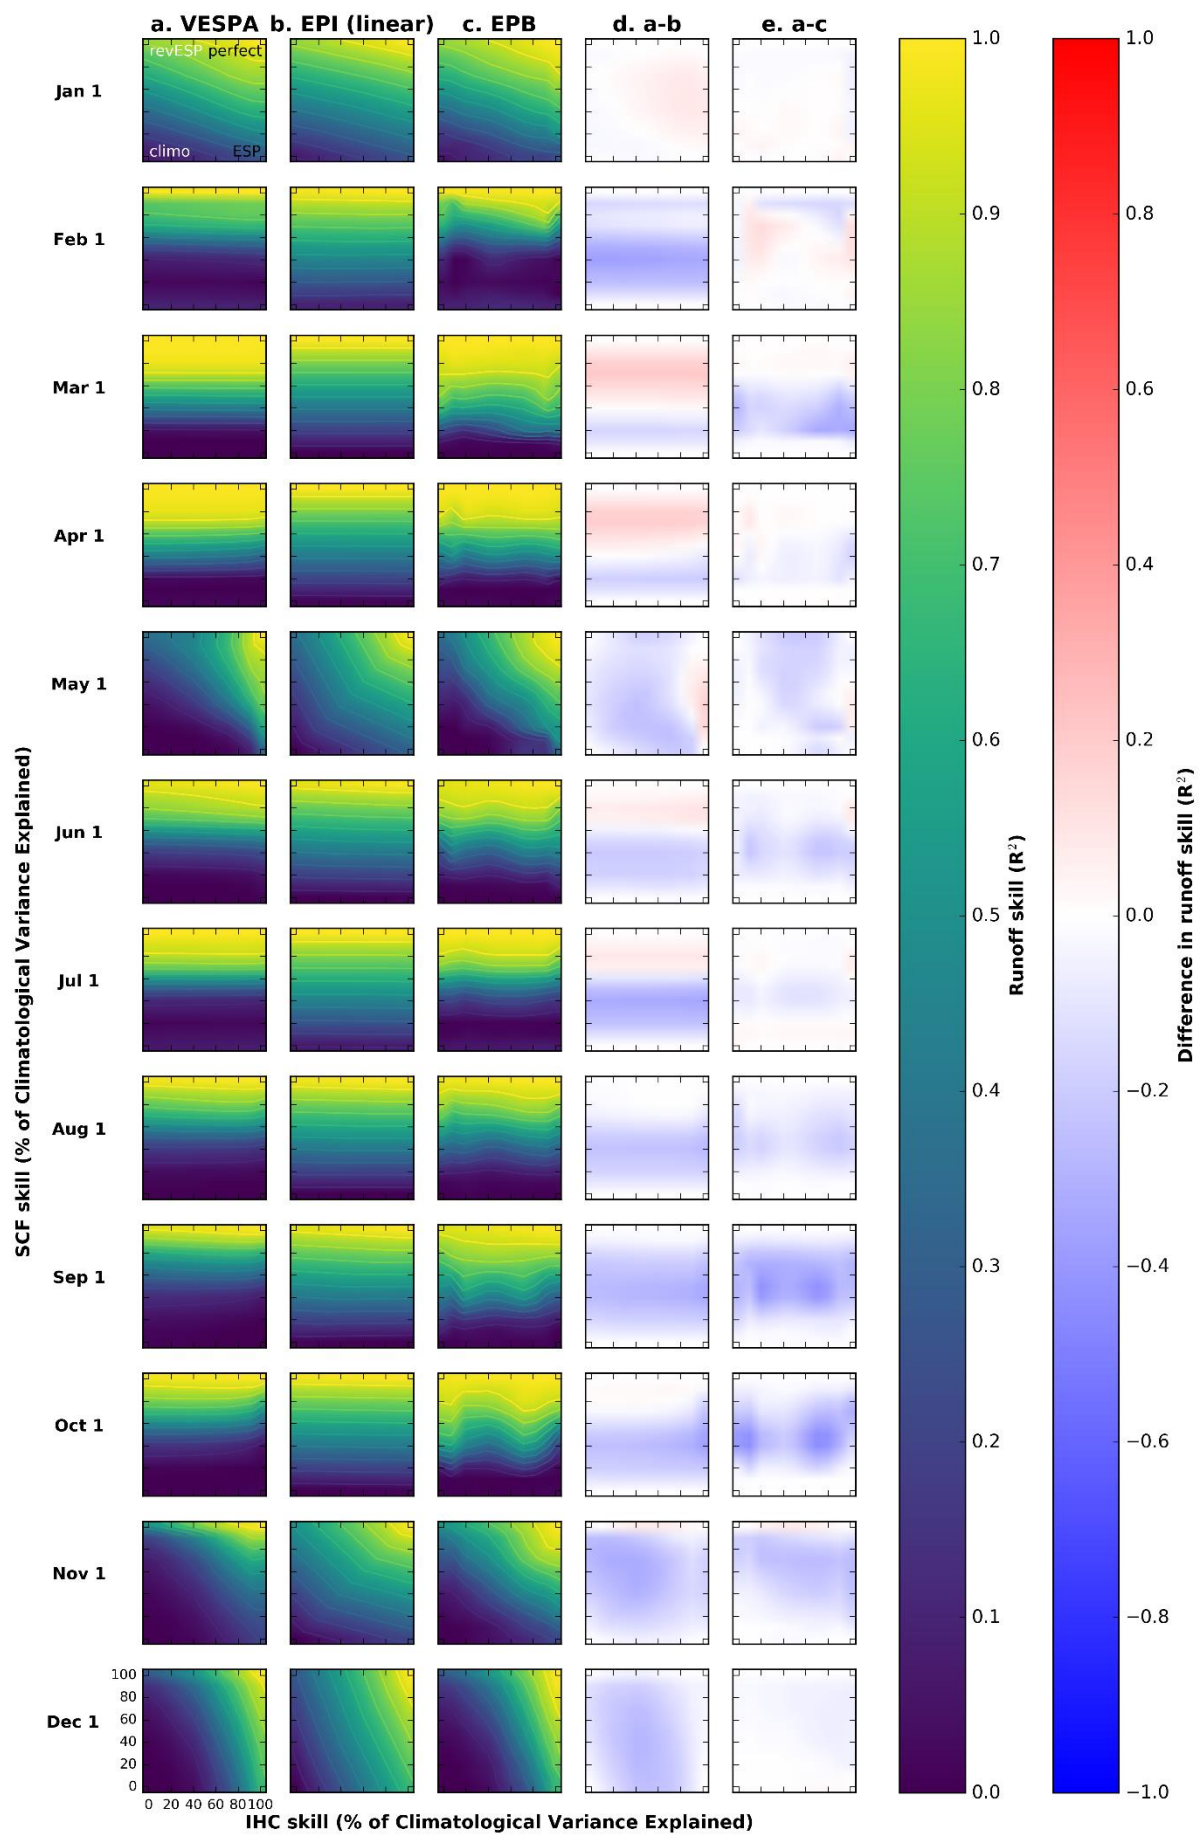 a. VESPA b. EPI (linear) c. EPB d. a-b e. a-c
revESP perfect
climo ESP
Jan 1
Feb 1
Mar 1
Apr 1
May 1
Jun 1
Jul 1
Aug 1
Sep 1
Oct 1
Nov 1
Dec 1
100
80
60
40
20
0
0 20 40 60 80 100
SCF skill (% of Climatological Variance Explained)
IHC skill (% of Climatological Variance Explained)
1.0
0.9
0.8
0.7
0.6
0.5
0.4
0.3
0.2
0.1
0.0
Runoff skill (R²)
1.0
0.8
0.6
0.4
0.2
0.0
−0.2
−0.4
−0.6
−0.8
−1.0
Difference in runoff skill (R²)